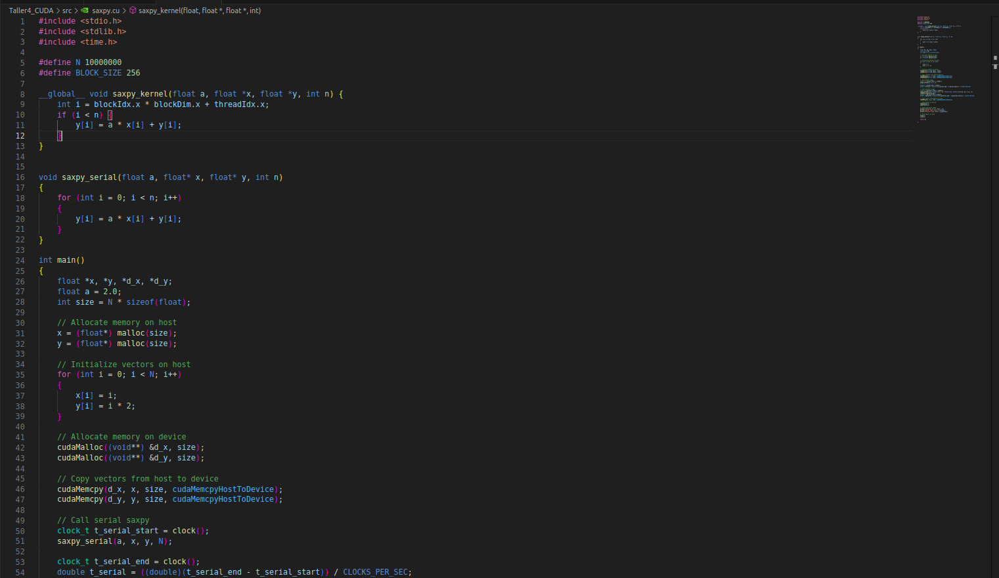 Taller4_CUDA > src > saxpy.cu > saxpy_kernel(float, float *, float *, int)
1 #include <stdio.h>
2 #include <stdlib.h>
3 #include <time.h>
4
5 #define N 10000000
6 #define BLOCK_SIZE 256
7
8 __global__ void saxpy_kernel(float a, float *x, float *y, int n) {
9     int i = blockIdx.x * blockDim.x + threadIdx.x;
10     if (i < n) {
11         y[i] = a * x[i] + y[i];
12     }
13 }
14
15
16 void saxpy_serial(float a, float* x, float* y, int n)
17 {
18     for (int i = 0; i < n; i++)
19     {
20         y[i] = a * x[i] + y[i];
21     }
22 }
23
24 int main()
25 {
26     float *x, *y, *d_x, *d_y;
27     float a = 2.0;
28     int size = N * sizeof(float);
29
30     // Allocate memory on host
31     x = (float*) malloc(size);
32     y = (float*) malloc(size);
33
34     // Initialize vectors on host
35     for (int i = 0; i < N; i++)
36     {
37         x[i] = i;
38         y[i] = i * 2;
39     }
40
41     // Allocate memory on device
42     cudaMalloc((void**) &d_x, size);
43     cudaMalloc((void**) &d_y, size);
44
45     // Copy vectors from host to device
46     cudaMemcpy(d_x, x, size, cudaMemcpyHostToDevice);
47     cudaMemcpy(d_y, y, size, cudaMemcpyHostToDevice);
48
49     // Call serial saxpy
50     clock_t t_serial_start = clock();
51     saxpy_serial(a, x, y, N);
52
53     clock_t t_serial_end = clock();
54     double t_serial = ((double)(t_serial_end - t_serial_start)) / CLOCKS_PER_SEC;